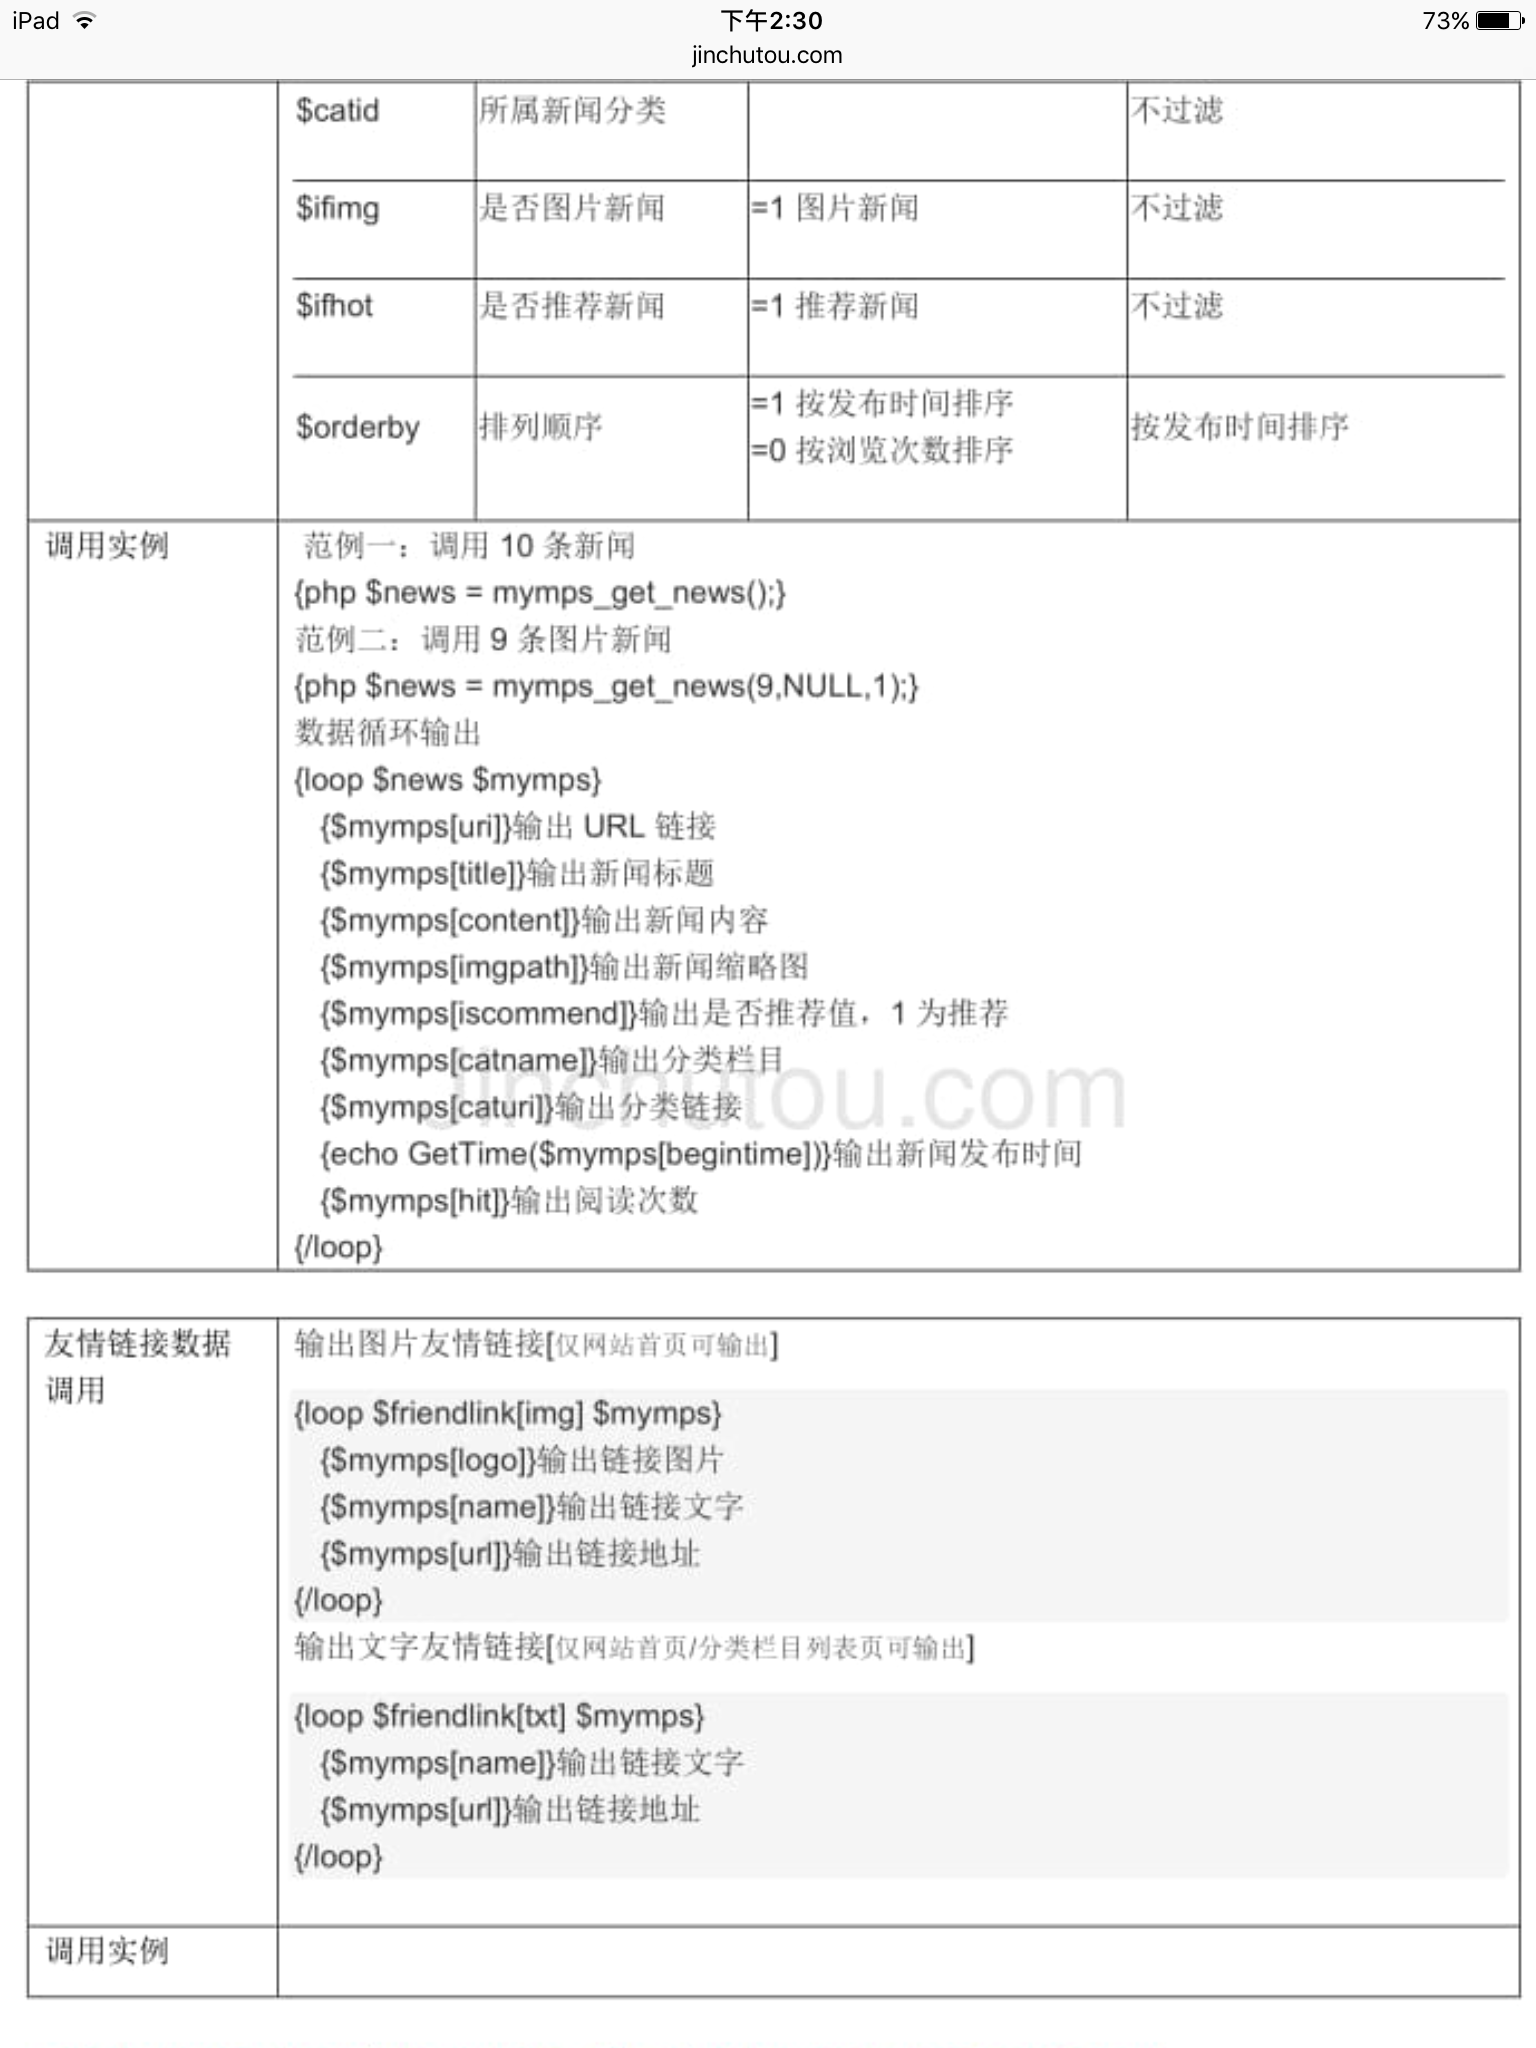 iPad
下午2:30
73%
jinchutou.com
$catid 所属新闻分类 不过滤
$ifimg 是否图片新闻 =1 图片新闻 不过滤
$ifhot 是否推荐新闻 =1 推荐新闻 不过滤
=1 按发布时间排序
$orderby 排列顺序 按发布时间排序
=0 按浏览次数排序
调用实例 范例一：调用 10 条新闻
{php $news = mymps_get_news();}
范例二：调用 9 条图片新闻
{php $news = mymps_get_news(9,NULL,1);}
数据循环输出
{loop $news $mymps}
{$mymps[uri]}输出 URL 链接
{$mymps[title]}输出新闻标题
{$mymps[content]}输出新闻内容
{$mymps[imgpath]}输出新闻缩略图
{$mymps[iscommend]}输出是否推荐值，1 为推荐
{$mymps[catname]}输出分类栏目
jinchutou.com
{$mymps[caturi]}输出分类链接
{echo GetTime($mymps[begintime])}输出新闻发布时间
{$mymps[hit]}输出阅读次数
{/loop}
友情链接数据 输出图片友情链接[仅网站首页可输出]
调用
{loop $friendlink[img] $mymps}
{$mymps[logo]}输出链接图片
{$mymps[name]}输出链接文字
{$mymps[url]}输出链接地址
{/loop}
输出文字友情链接[仅网站首页/分类栏目列表页可输出]
{loop $friendlink[txt] $mymps}
{$mymps[name]}输出链接文字
{$mymps[url]}输出链接地址
{/loop}
调用实例